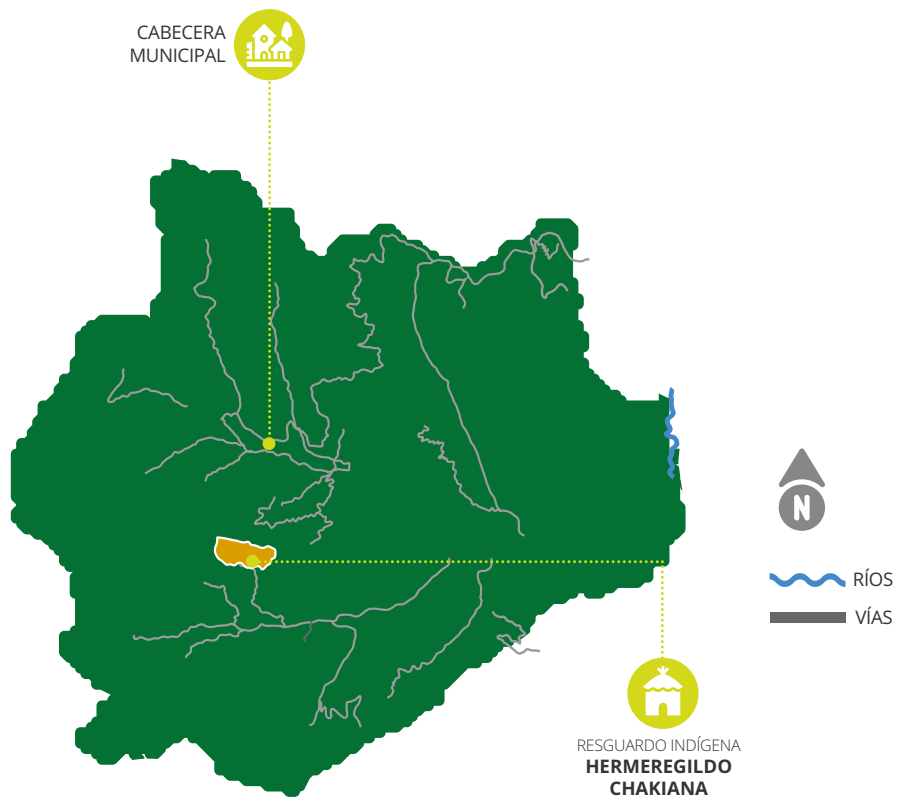 CABECERA
MUNICIPAL
N
RÍOS
VÍAS
RESGUARDO INDÍGENA
HERMEREGILDO
CHAKIANA